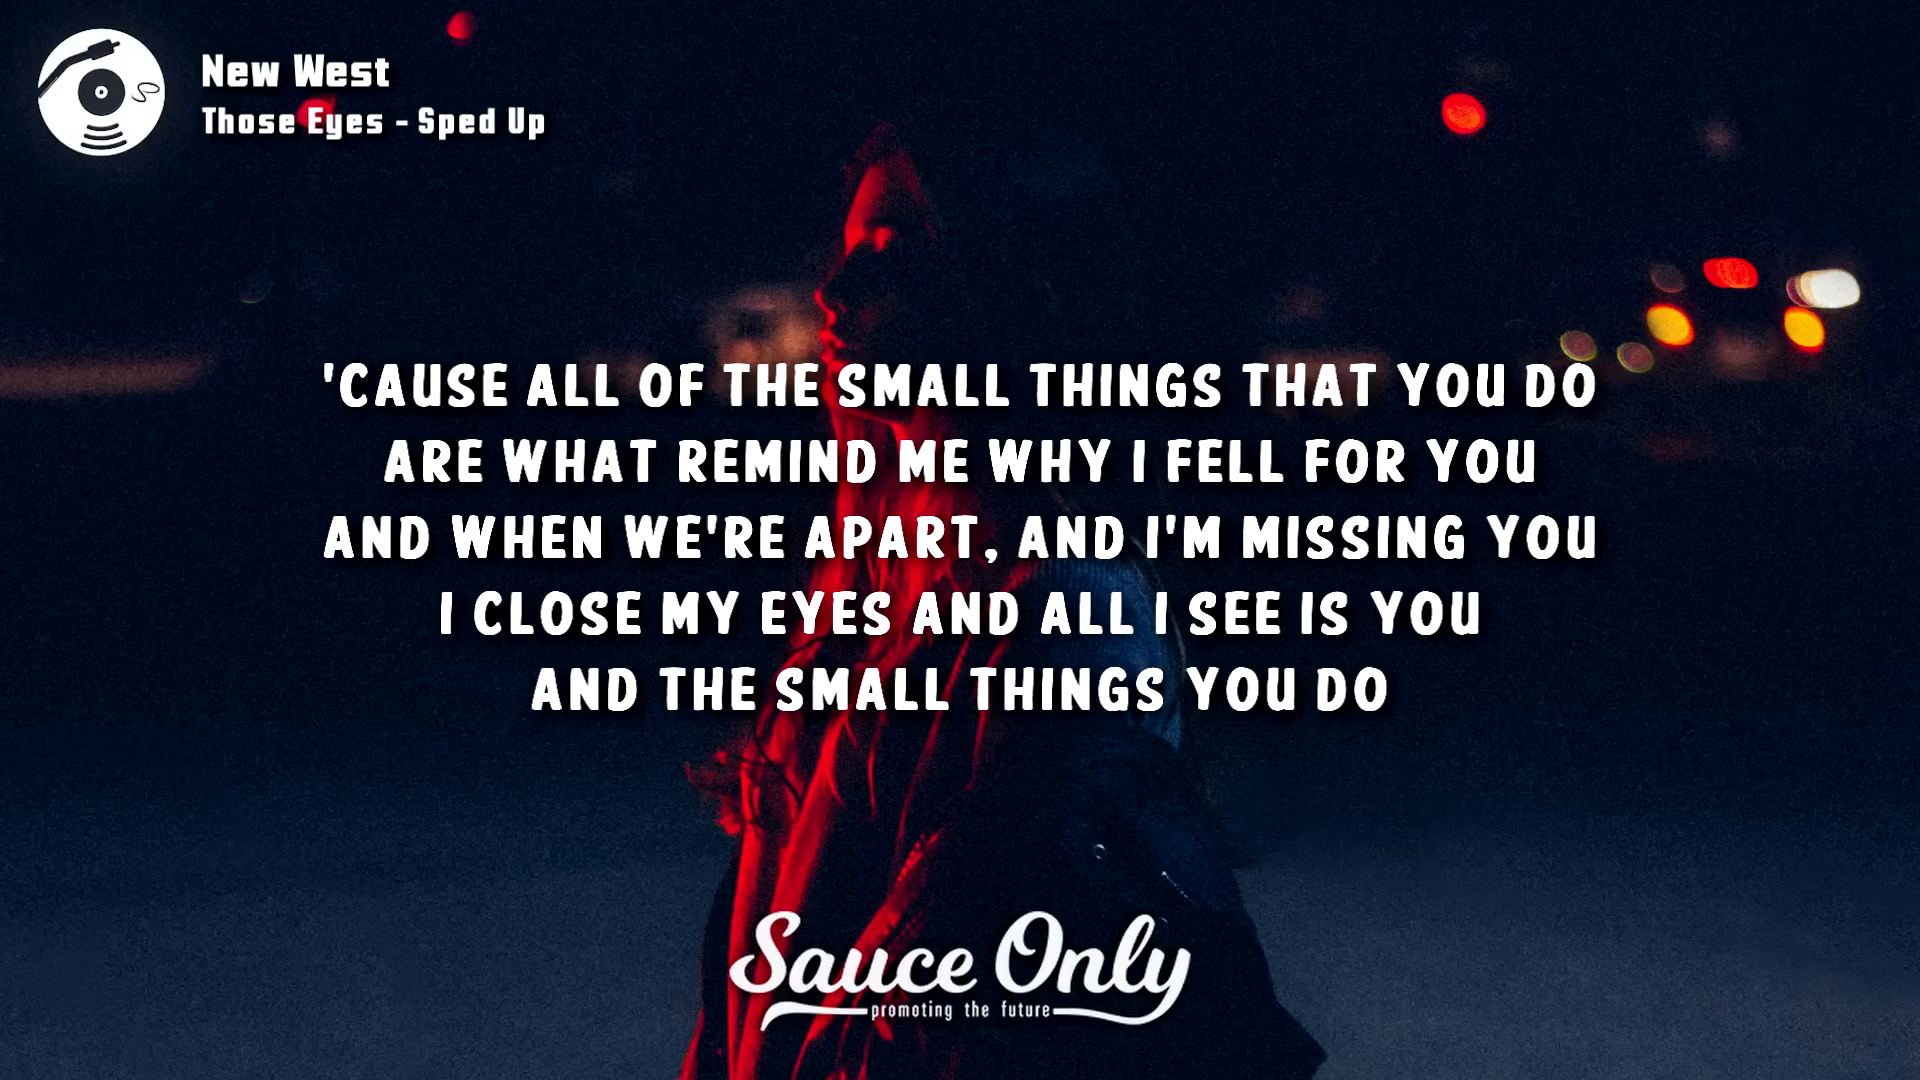 New West
Those Eyes - Sped Up
'CAUSE ALL OF THE SMALL THINGS THAT YOU DO
ARE WHAT REMIND ME WHY I FELL FOR YOU
AND WHEN WE'RE APART, AND I'M MISSING YOU
I CLOSE MY EYES AND ALL I SEE IS YOU
AND THE SMALL THINGS YOU DO
Sauce Only
promoting the future